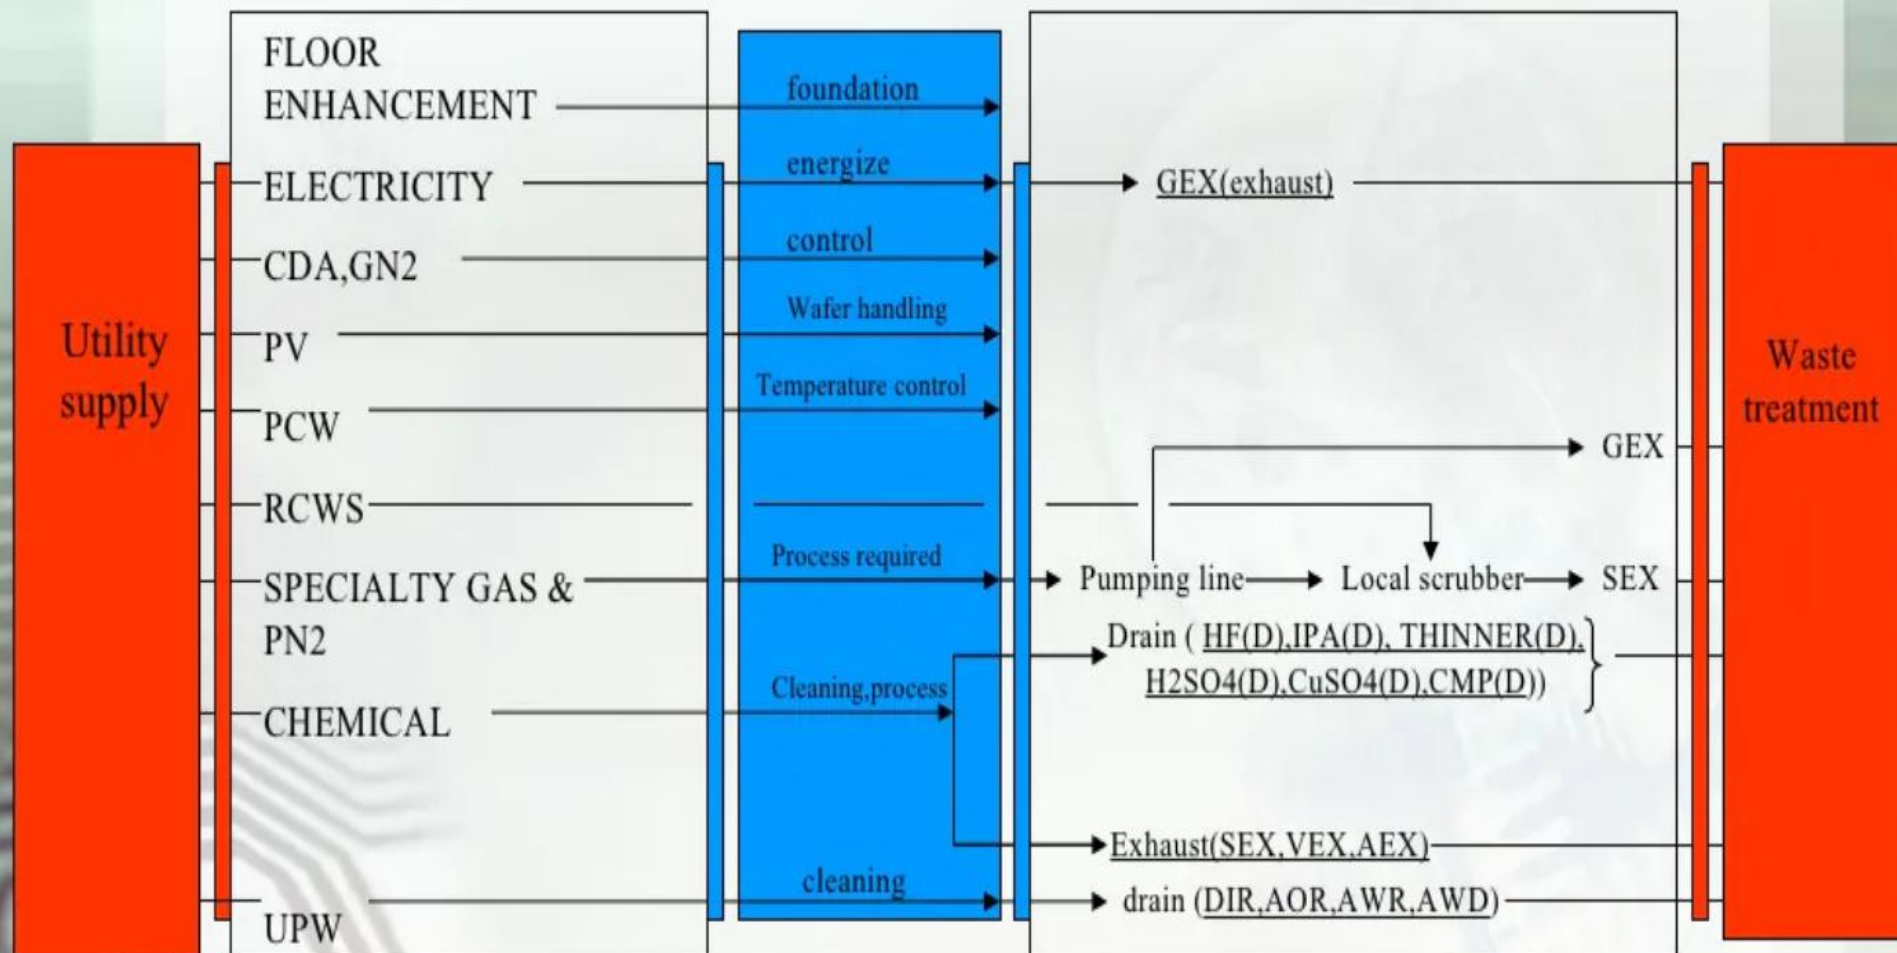 Utility
supply
FLOOR
ENHANCEMENT
ELECTRICITY
CDA,GN2
PV
PCW
RCWS
SPECIALTY GAS &
PN2
CHEMICAL
UPW
foundation
energize
control
Wafer handling
Temperature control
Process required
Cleaning,process
cleaning
GEX(exhaust)
GEX
Pumping line
Local scrubber
SEX
Drain ( HF(D),IPA(D), THINNER(D),
H2SO4(D),CuSO4(D),CMP(D))
Exhaust(SEX,VEX,AEX)
drain (DIR,AOR,AWR,AWD)
Waste
treatment